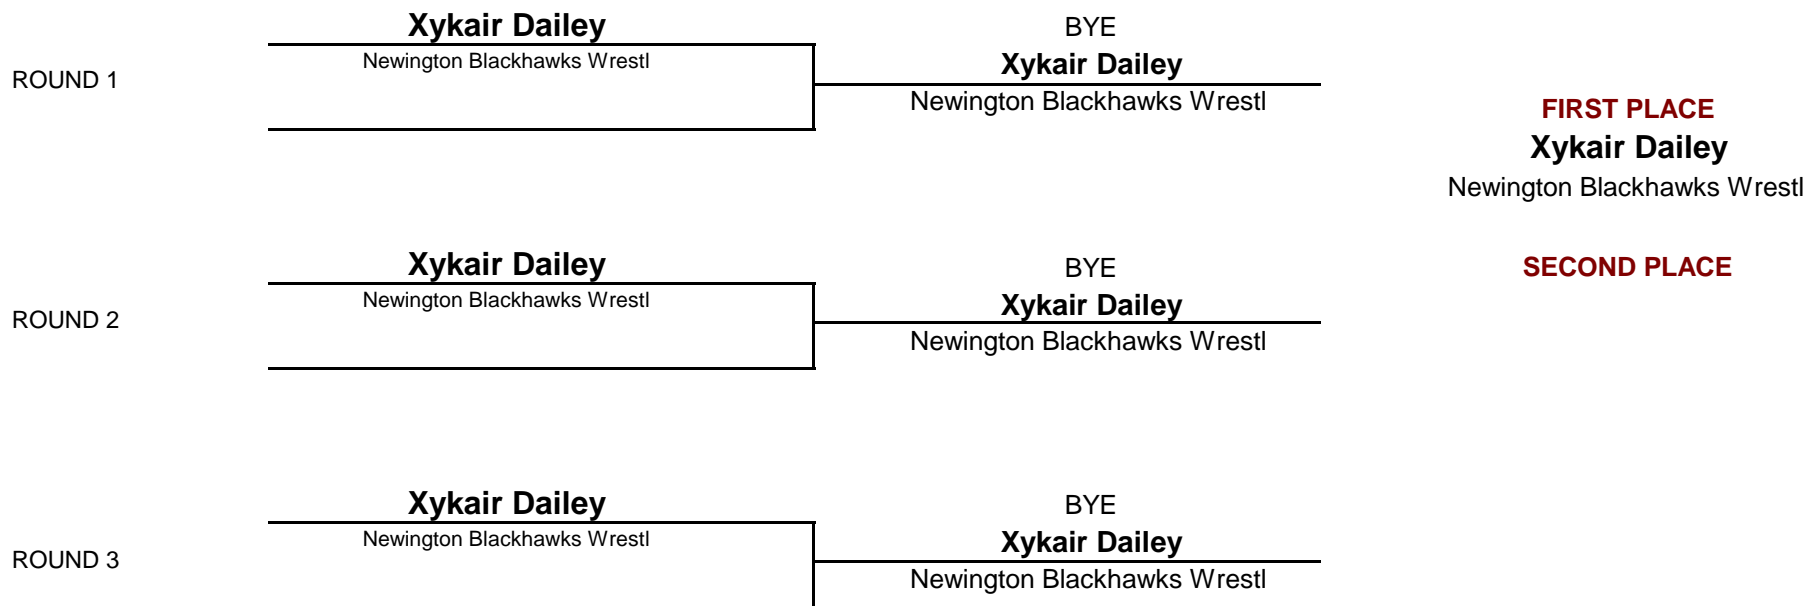 Xykair Dailey
BYE
Newington Blackhawks Wrestl
Xykair Dailey
ROUND 1
Newington Blackhawks Wrestl
FIRST PLACE
Xykair Dailey
Newington Blackhawks Wrestl
Xykair Dailey
BYE
SECOND PLACE
Newington Blackhawks Wrestl
Xykair Dailey
ROUND 2
Newington Blackhawks Wrestl
Xykair Dailey
BYE
Newington Blackhawks Wrestl
Xykair Dailey
ROUND 3
Newington Blackhawks Wrestl